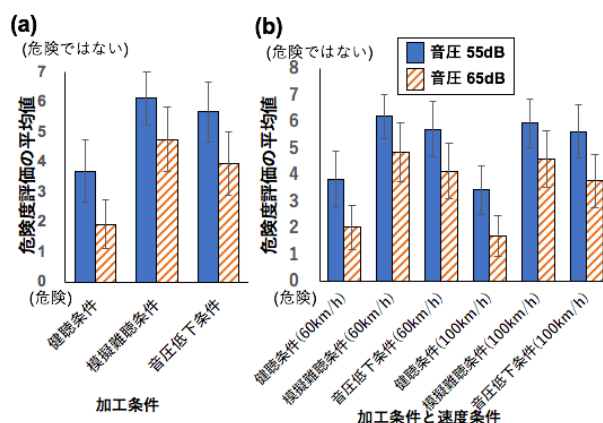 (a)
(危険ではない)
7
6
5
4
3
2
1
0
(危険)
危険度評価の平均値
健聴条件
模擬難聴条件
音圧低下条件
加工条件
(b)
(危険ではない)
音圧 55dB
音圧 65dB
8
7
6
5
4
3
2
1
0
(危険)
危険度評価の平均値
健聴条件(60km/h)
模擬難聴条件(60km/h)
音圧低下条件(60km/h)
健聴条件(100km/h)
模擬難聴条件(100km/h)
音圧低下条件(100km/h)
加工条件と速度条件